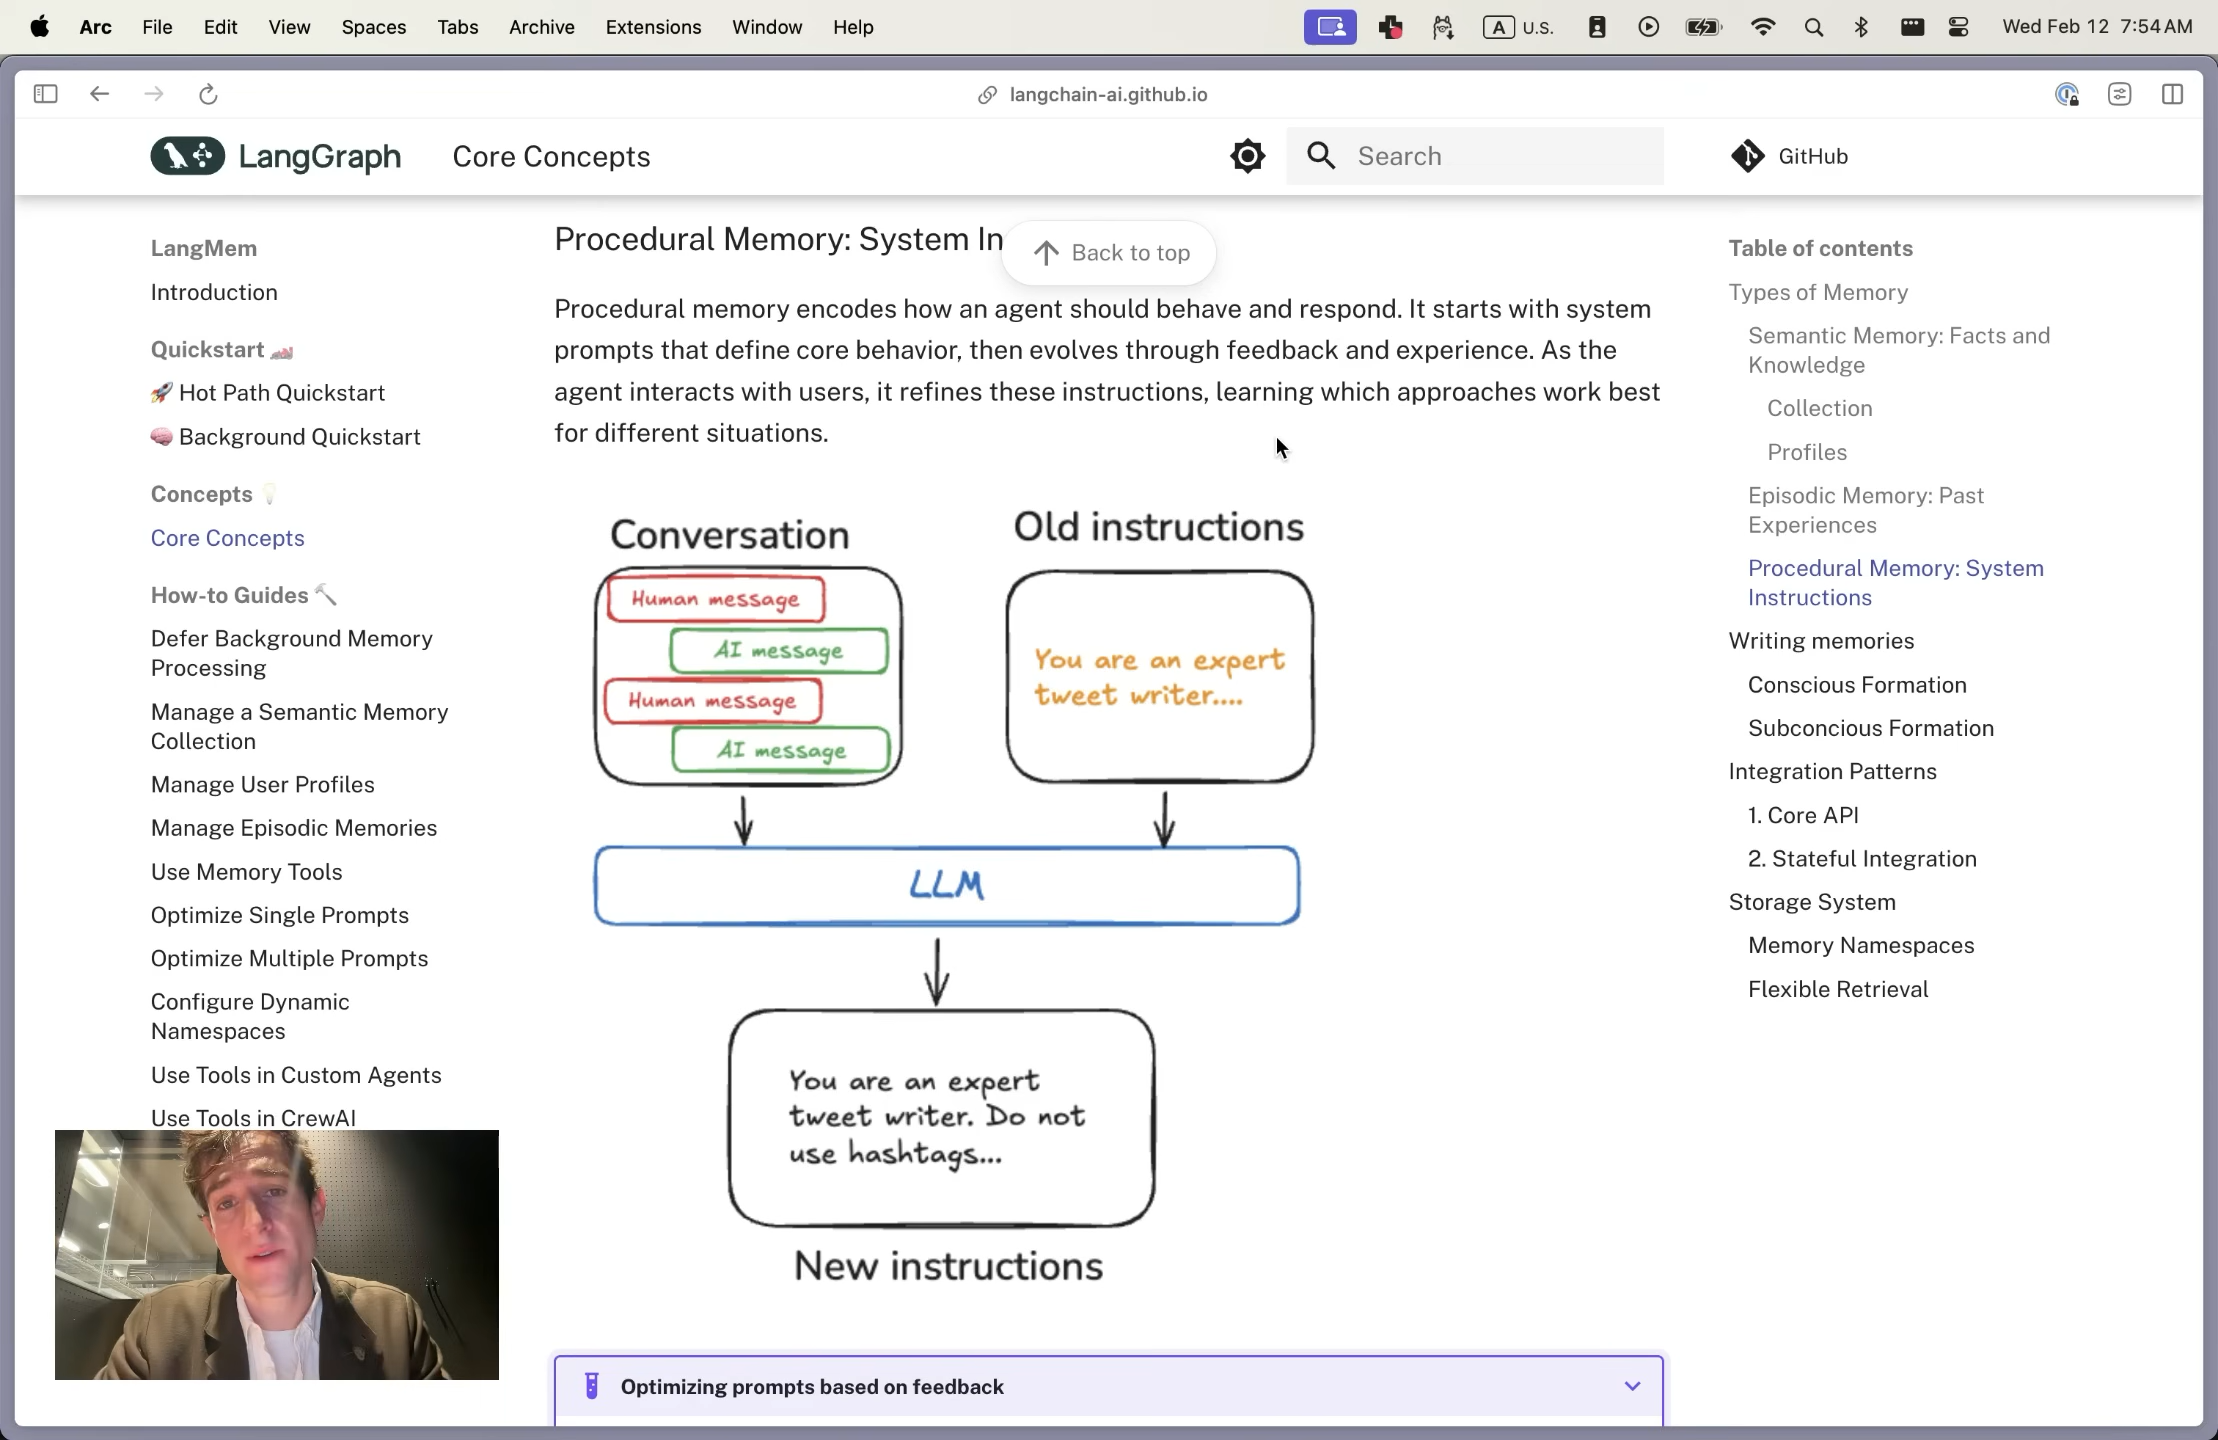 Arc File Edit View Spaces Tabs Archive Extensions Window Help A U.S. Wed Feb 12 7:54 AM
langchain-ai.github.io
LangGraph Core Concepts Search GitHub
LangMem
Introduction
Quickstart
Hot Path Quickstart
Background Quickstart
Concepts
Core Concepts
How-to Guides
Defer Background Memory
Processing
Manage a Semantic Memory
Collection
Manage User Profiles
Manage Episodic Memories
Use Memory Tools
Optimize Single Prompts
Optimize Multiple Prompts
Configure Dynamic
Namespaces
Use Tools in Custom Agents
Use Tools in CrewAI
Procedural Memory: System In
Back to top
Procedural memory encodes how an agent should behave and respond. It starts with system
prompts that define core behavior, then evolves through feedback and experience. As the
agent interacts with users, it refines these instructions, learning which approaches work best
for different situations.
Conversation
Human message
AI message
Human message
AI message
Old instructions
You are an expert
tweet writer....
LLM
You are an expert
tweet writer. Do not
use hashtags...
New instructions
Optimizing prompts based on feedback
Table of contents
Types of Memory
Semantic Memory: Facts and
Knowledge
Collection
Profiles
Episodic Memory: Past
Experiences
Procedural Memory: System
Instructions
Writing memories
Conscious Formation
Subconcious Formation
Integration Patterns
1. Core API
2. Stateful Integration
Storage System
Memory Namespaces
Flexible Retrieval